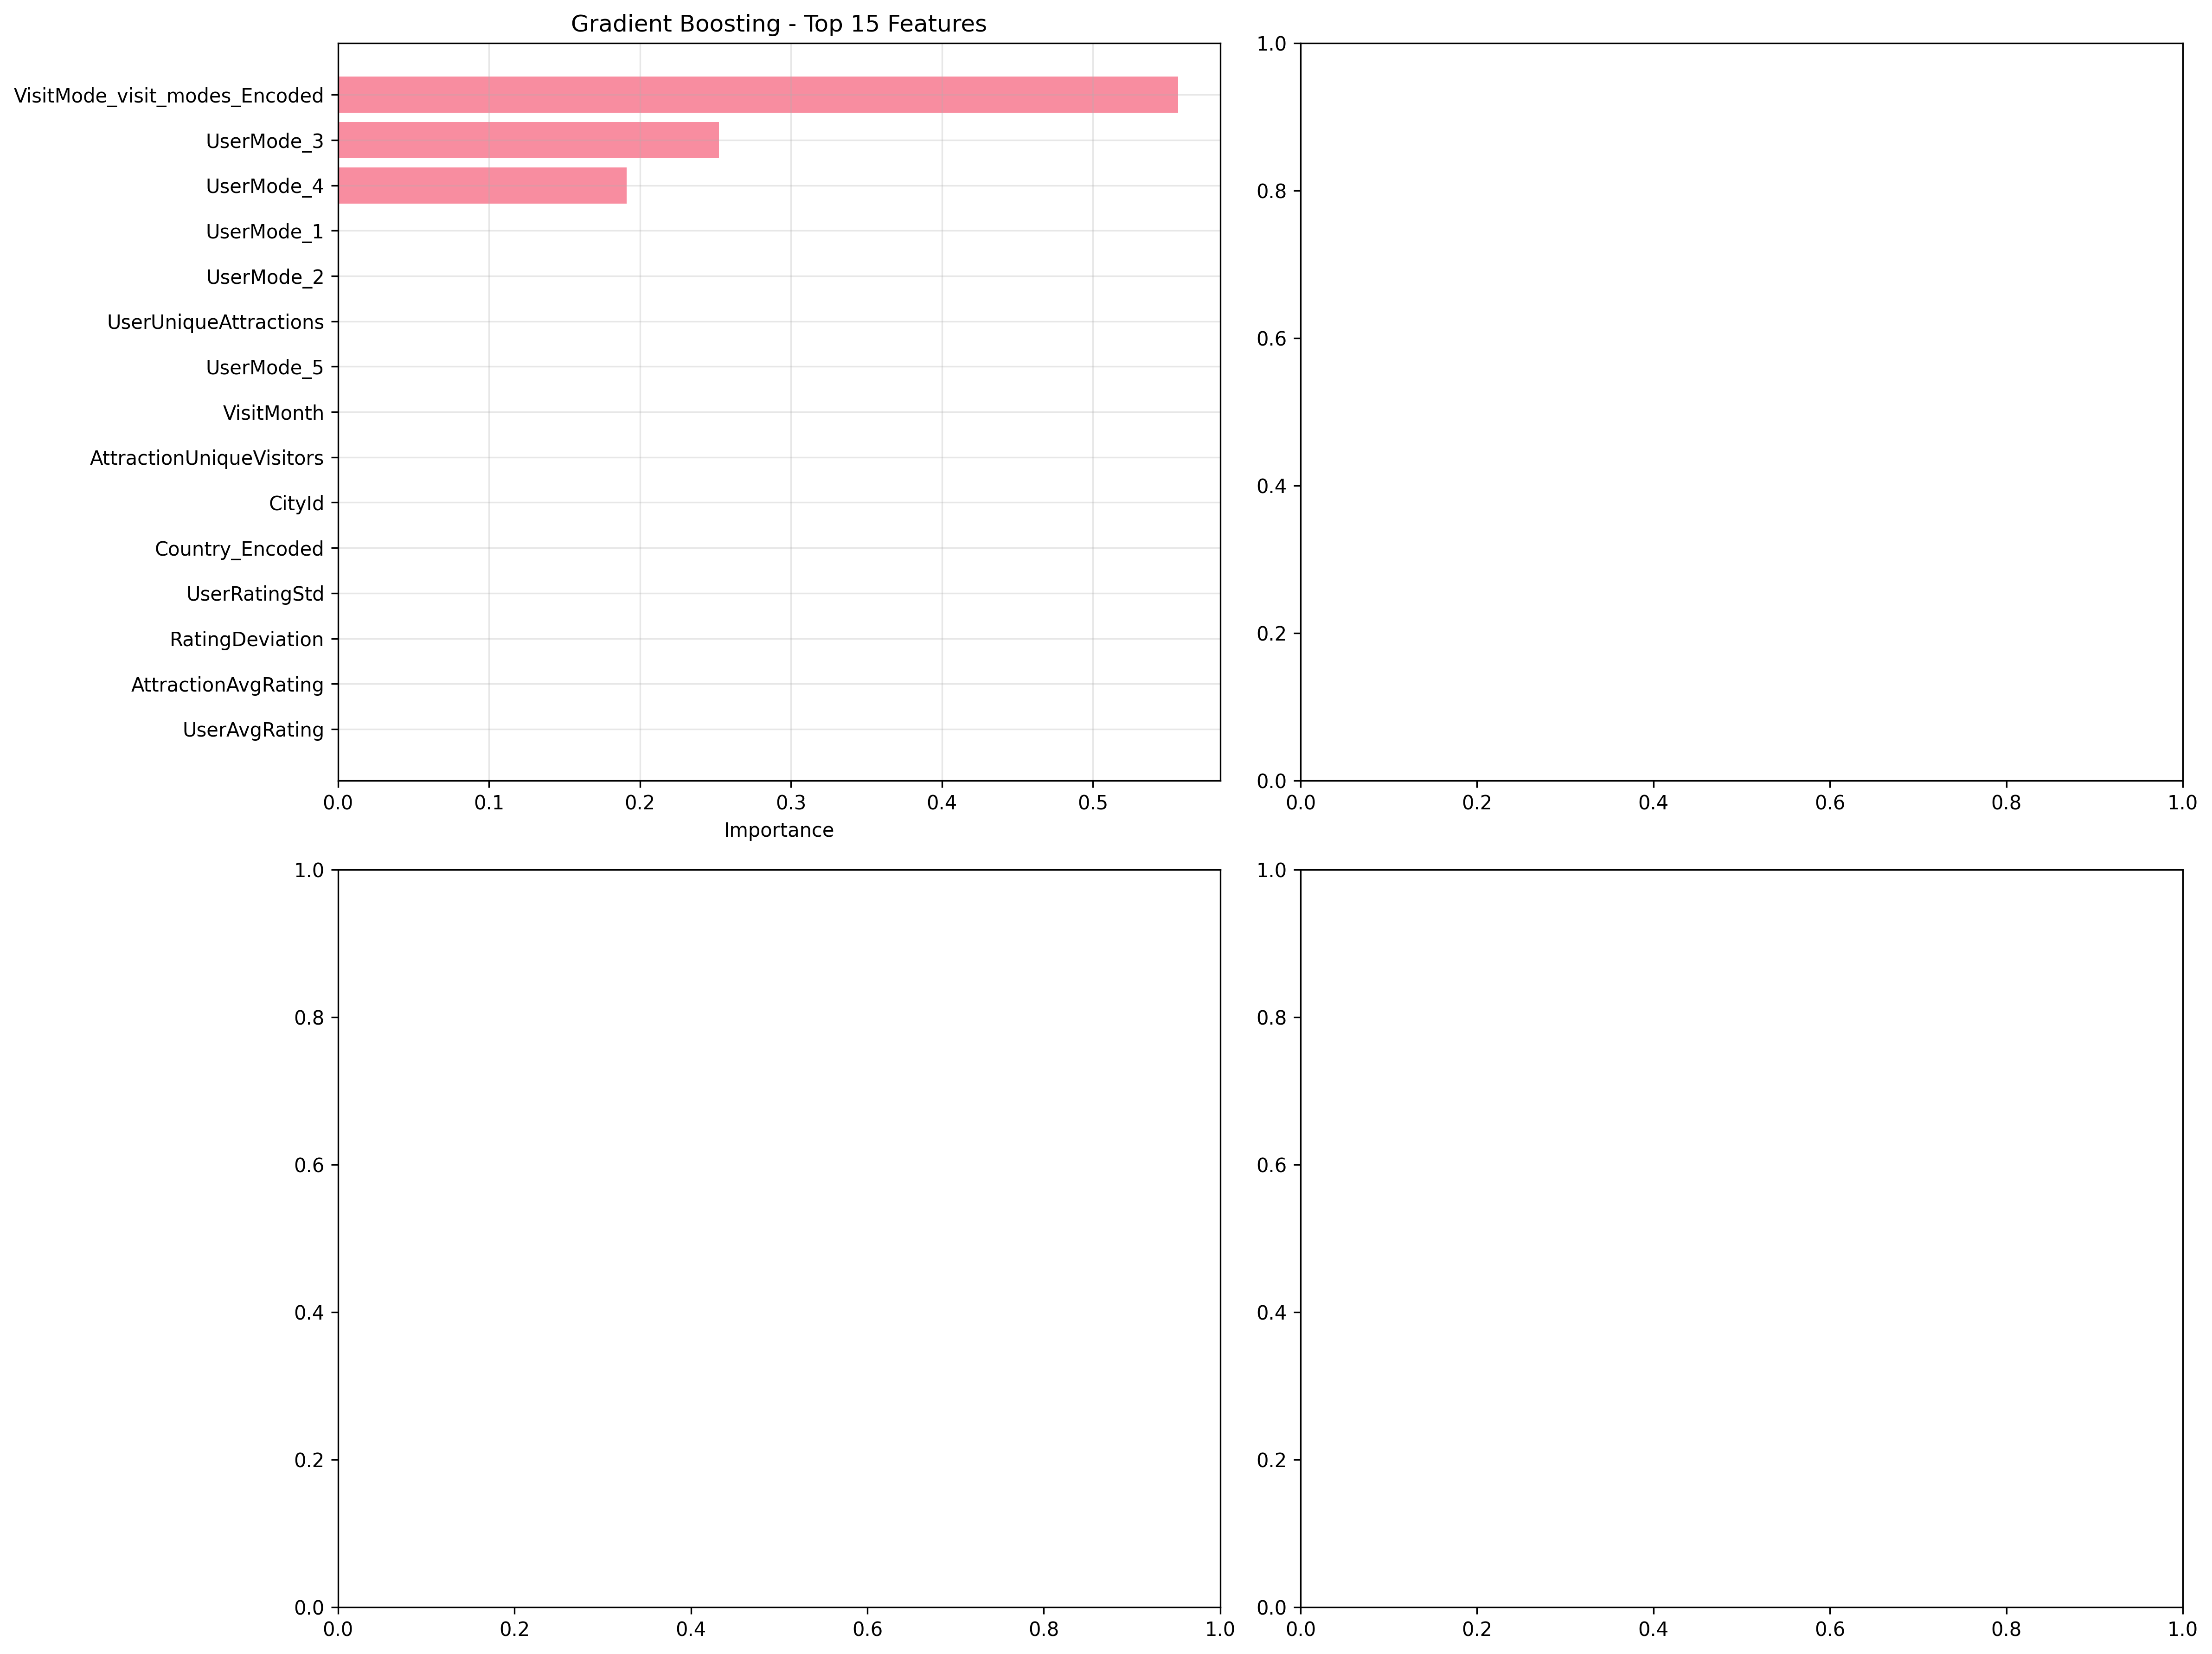 Gradient Boosting - Top 15 Features
VisitMode_visit_modes_Encoded
UserMode_3
UserMode_4
UserMode_1
UserMode_2
UserUniqueAttractions
UserMode_5
VisitMonth
AttractionUniqueVisitors
CityId
Country_Encoded
UserRatingStd
RatingDeviation
AttractionAvgRating
UserAvgRating
0.0 0.1 0.2 0.3 0.4 0.5
Importance
1.0
0.8
0.6
0.4
0.2
0.0
0.0 0.2 0.4 0.6 0.8 1.0
1.0
0.8
0.6
0.4
0.2
0.0
0.0 0.2 0.4 0.6 0.8 1.0
1.0
0.8
0.6
0.4
0.2
0.0
0.0 0.2 0.4 0.6 0.8 1.0